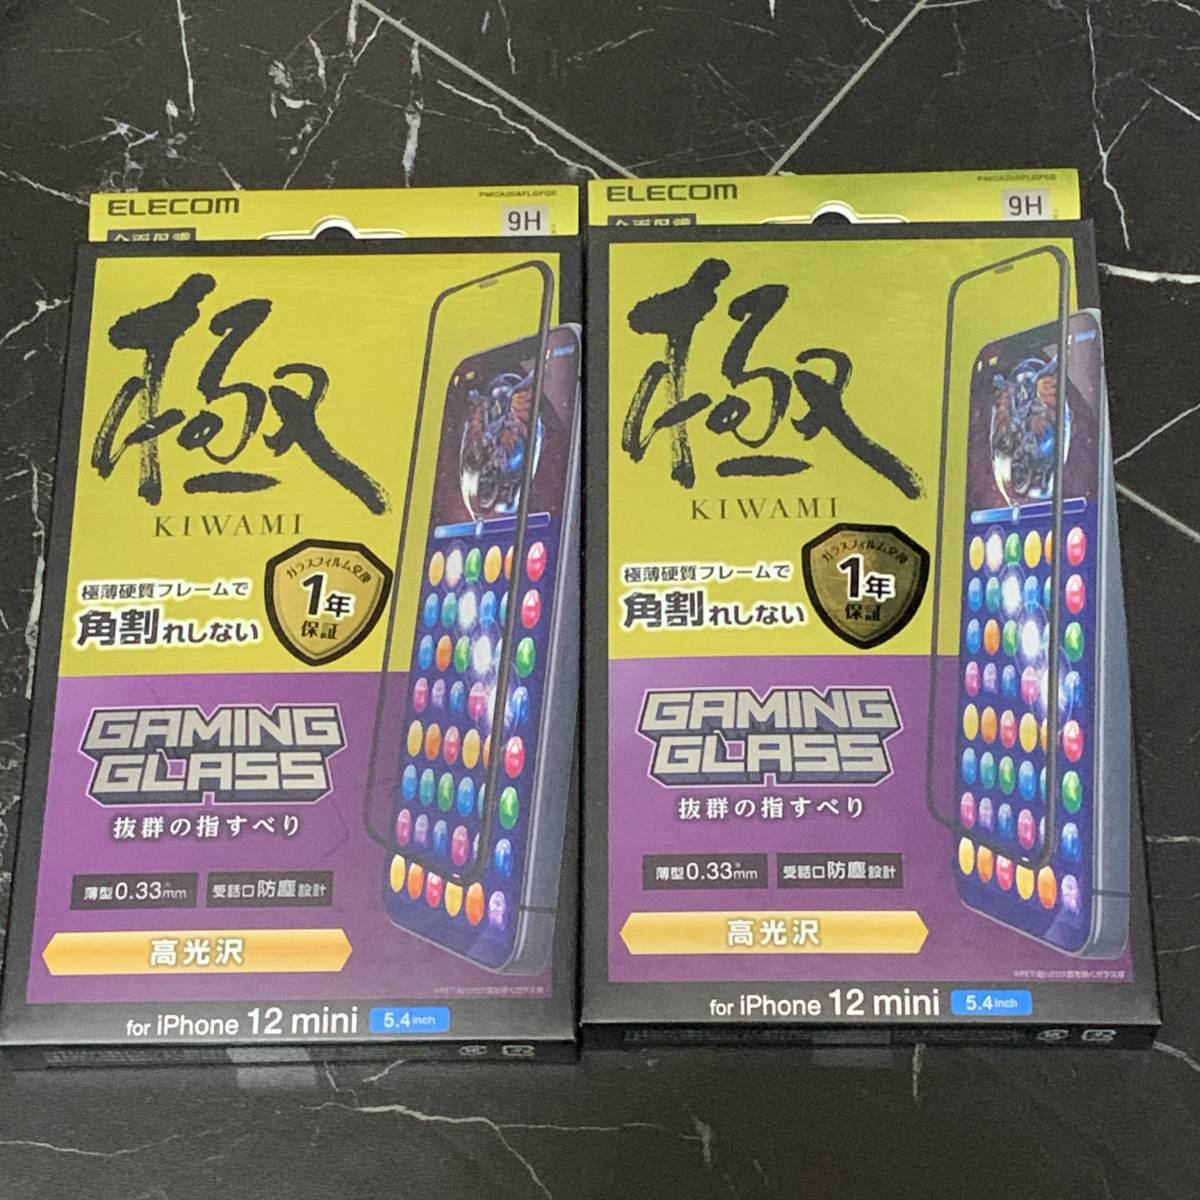 ELECOM
9H
極
KIWAMI
ガラスフィルム交換
1年
保証
極薄硬質フレームで
角割れしない
GAMING
GLASS
抜群の指すべり
薄型0.33mm
受話口防塵設計
高光沢
for iPhone 12 mini 5.4inch
ELECOM
9H
極
KIWAMI
ガラスフィルム交換
1年
保証
極薄硬質フレームで
角割れしない
GAMING
GLASS
抜群の指すべり
薄型0.33mm
受話口防塵設計
高光沢
for iPhone 12 mini 5.4inch